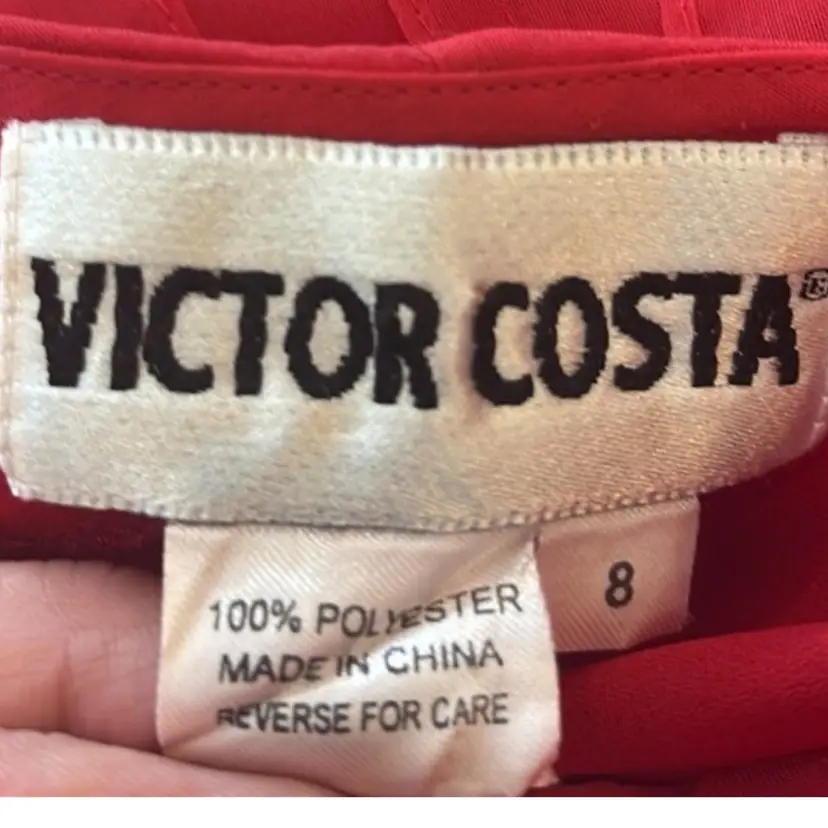 VICTOR COSTA®
8
100% POLYESTER
MADE IN CHINA
REVERSE FOR CARE